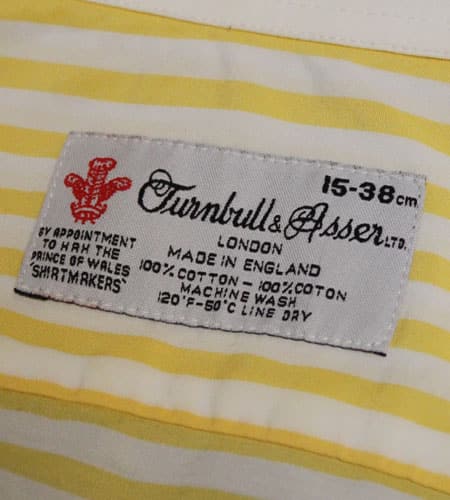 15-38cm
Turnbull & Asser LTD.
LONDON
MADE IN ENGLAND
100% COTTON - 100% COTON
MACHINE WASH
120°F-50°C LINE DRY
BY APPOINTMENT
TO H R H THE
PRINCE OF WALES
"SHIRTMAKERS"